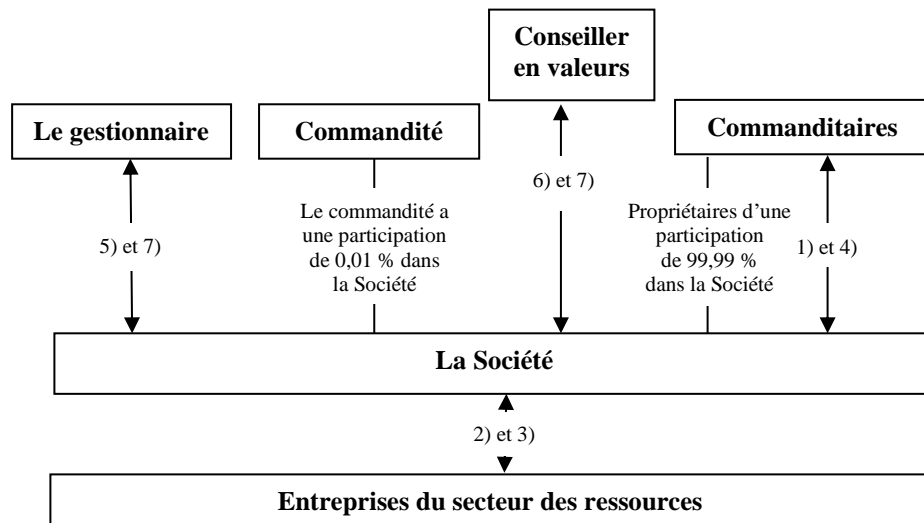 Conseiller
en valeurs
Le gestionnaire
Commandité
Commanditaires
5) et 7)
Le commandité a
une participation
de 0,01 % dans
la Société
6) et 7)
Propriétaires d’une
participation
de 99,99 %
dans la Société
1) et 4)
La Société
2) et 3)
Entreprises du secteur des ressources